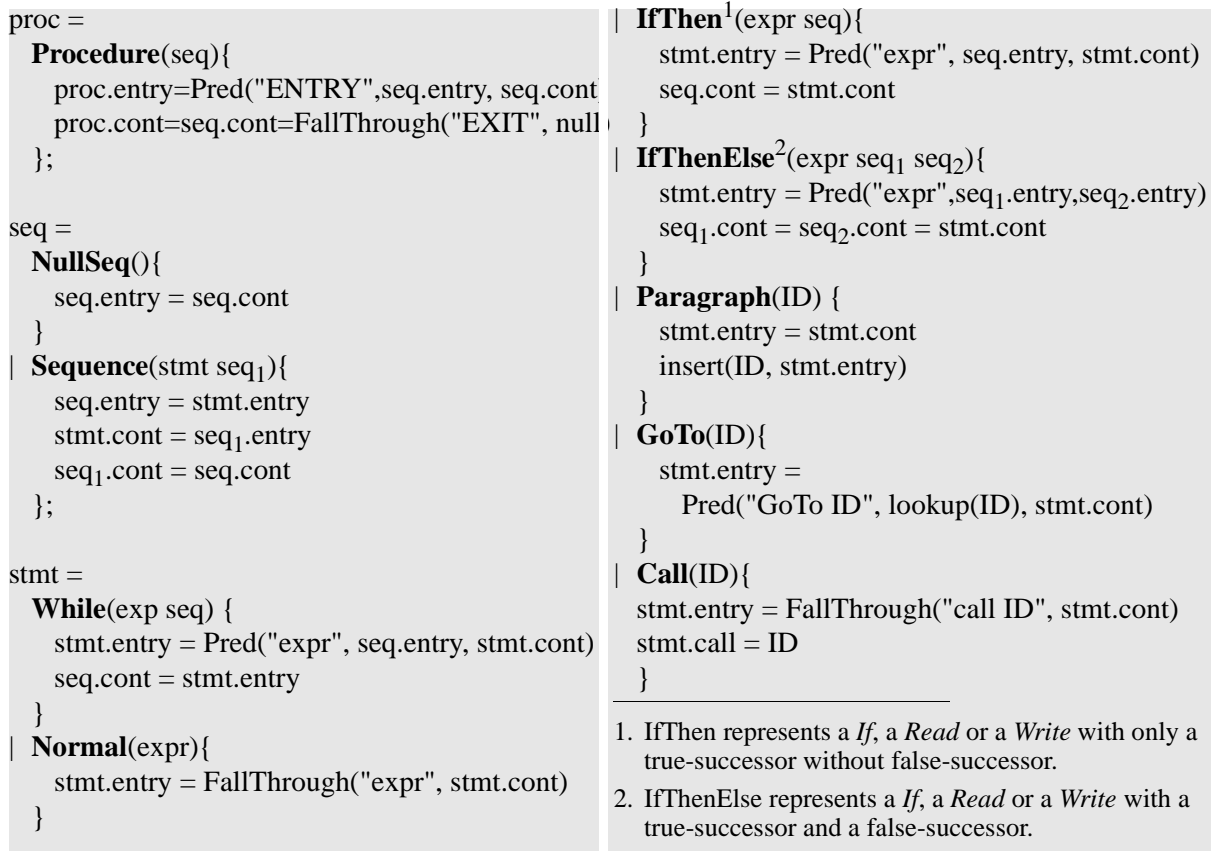 proc =
Procedure(seq){
proc.entry=Pred("ENTRY",seq.entry, seq.cont)
proc.cont=seq.cont=FallThrough("EXIT", null)
};
seq =
NullSeq(){
seq.entry = seq.cont
}
| Sequence(stmt seq₁){
seq.entry = stmt.entry
stmt.cont = seq₁.entry
seq₁.cont = seq.cont
};
stmt =
While(exp seq) {
stmt.entry = Pred("expr", seq.entry, stmt.cont)
seq.cont = stmt.entry
}
| Normal(expr){
stmt.entry = FallThrough("expr", stmt.cont)
}
| IfThen¹(expr seq){
stmt.entry = Pred("expr", seq.entry, stmt.cont)
seq.cont = stmt.cont
}
| IfThenElse²(expr seq₁ seq₂){
stmt.entry = Pred("expr",seq₁.entry,seq₂.entry)
seq₁.cont = seq₂.cont = stmt.cont
}
| Paragraph(ID) {
stmt.entry = stmt.cont
insert(ID, stmt.entry)
}
| GoTo(ID){
stmt.entry =
Pred("GoTo ID", lookup(ID), stmt.cont)
}
| Call(ID){
stmt.entry = FallThrough("call ID", stmt.cont)
stmt.call = ID
}
1. IfThen represents a If, a Read or a Write with only a
true-successor without false-successor.
2. IfThenElse represents a If, a Read or a Write with a
true-successor and a false-successor.